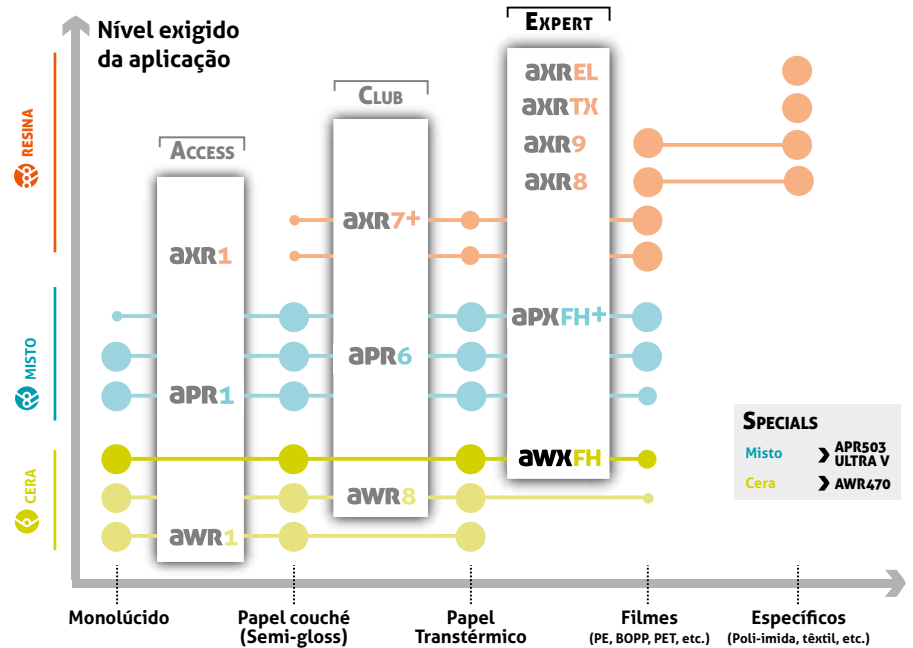 Nível exigido
da aplicação
EXPERT
CLUB
ACCESS
RESINA
MISTO
CERA
aXREL
aXRTX
aXR9
aXR8
aXR7+
aXR1
aPXFH+
aPR6
aPR1
aWXFH
aWR8
aWR1
SPECIALS
Misto
APR503
ULTRA V
Cera
AWR470
Monolúcido
Papel couché
(Semi-gloss)
Papel
Transtérmico
Filmes
(PE, BOPP, PET, etc.)
Específicos
(Poli-imida, têxtil, etc.)